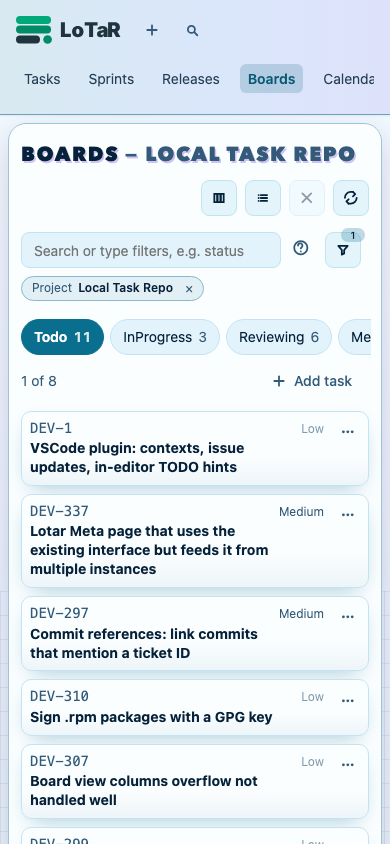 LoTaR
Tasks Sprints Releases Boards Calenda
BOARDS – LOCAL TASK REPO
1
Search or type filters, e.g. status
Project Local Task Repo ×
Todo 11 InProgress 3 Reviewing 6 Me
1 of 8 + Add task
DEV-1 Low ...
VSCode plugin: contexts, issue
updates, in-editor TODO hints
DEV-337 Medium ...
Lotar Meta page that uses the
existing interface but feeds it from
multiple instances
DEV-297 Medium ...
Commit references: link commits
that mention a ticket ID
DEV-310 Low ...
Sign .rpm packages with a GPG key
DEV-307 Low ...
Board view columns overflow not
handled well
DEV-299 Low ...